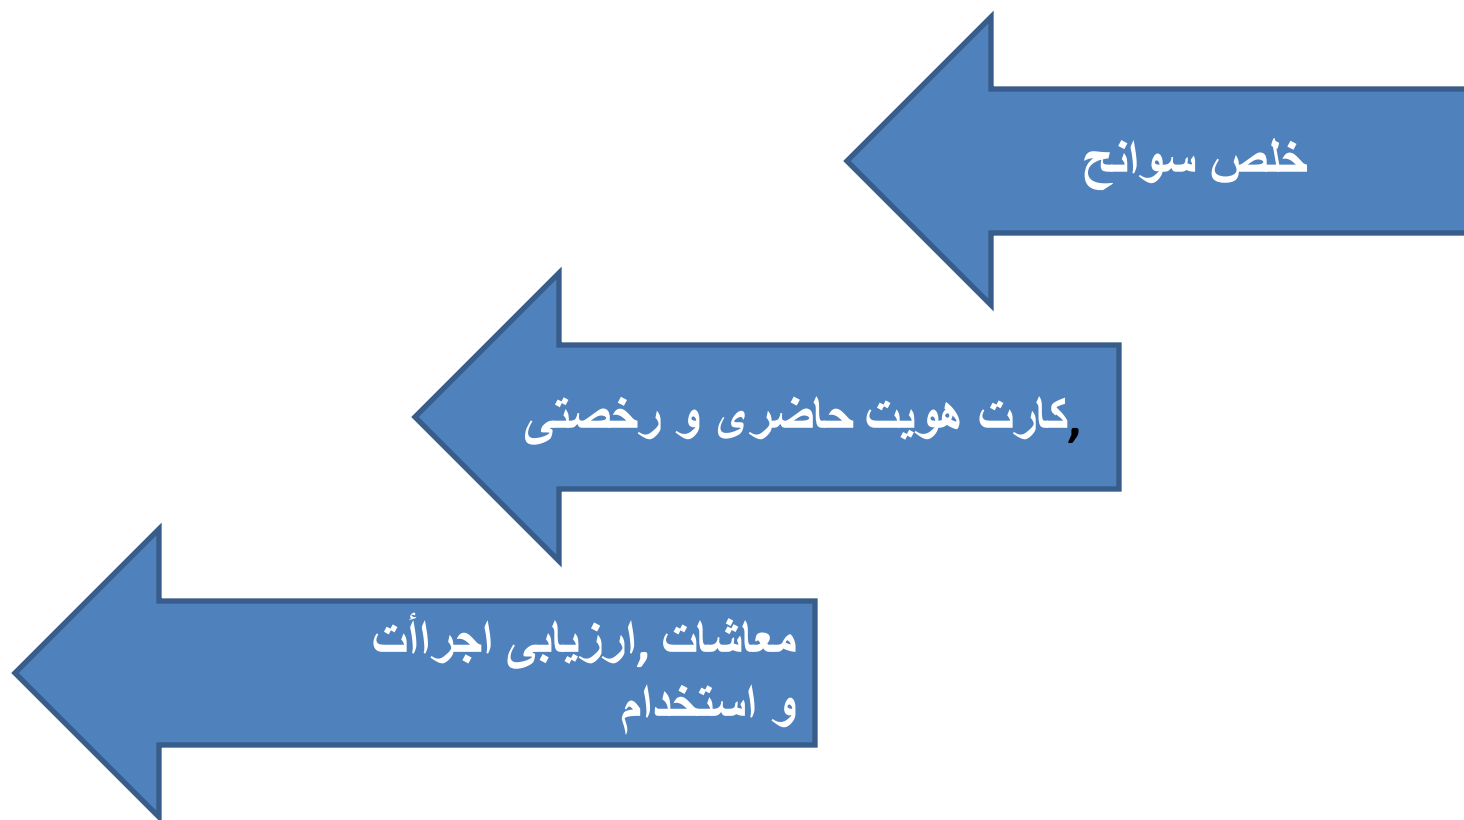 خلص سوانح
,کارت هویت حاضری و رخصتی
معاشات ,ارزیابی اجراأت
و استخدام